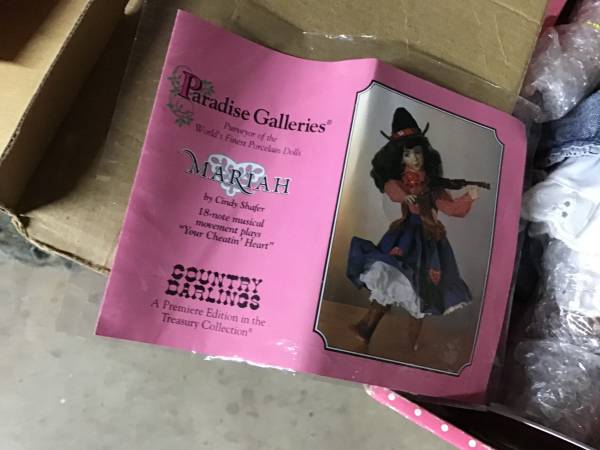 Paradise Galleries®
Purveyor of the
World's Finest Porcelain Dolls
MARIAH
by Cindy Shafer
18-note musical
movement plays
"Your Cheatin' Heart"
COUNTRY
DARLINGS
A Premiere Edition in the
Treasury Collection®